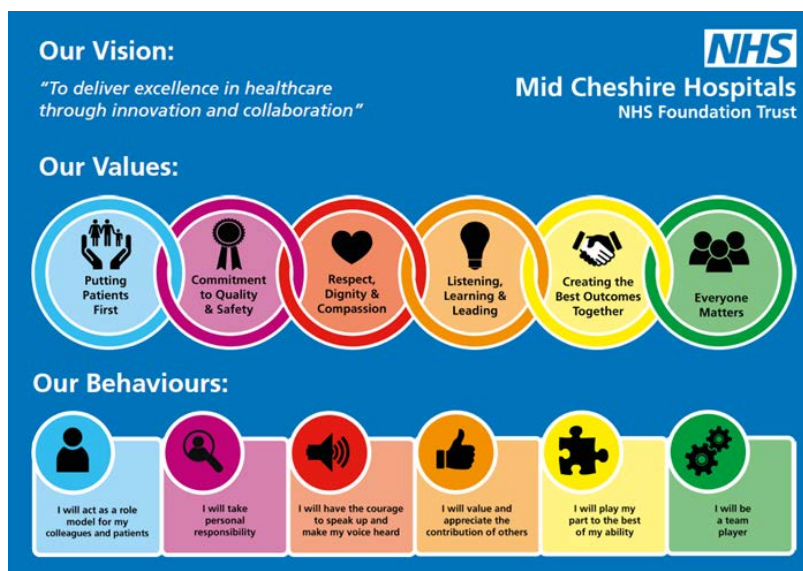 Our Vision:
“To deliver excellence in healthcare
through innovation and collaboration”
NHS
Mid Cheshire Hospitals
NHS Foundation Trust
Our Values:
Putting
Patients
First
Commitment
to Quality
& Safety
Respect,
Dignity &
Compassion
Listening,
Learning &
Leading
Creating the
Best Outcomes
Together
Everyone
Matters
Our Behaviours:
I will act as a role
model for my
colleagues and patients
I will take
personal
responsibility
I will have the courage
to speak up and
make my voice heard
I will value and
appreciate the
contribution of others
I will play my
part to the best
of my ability
I will be
a team
player